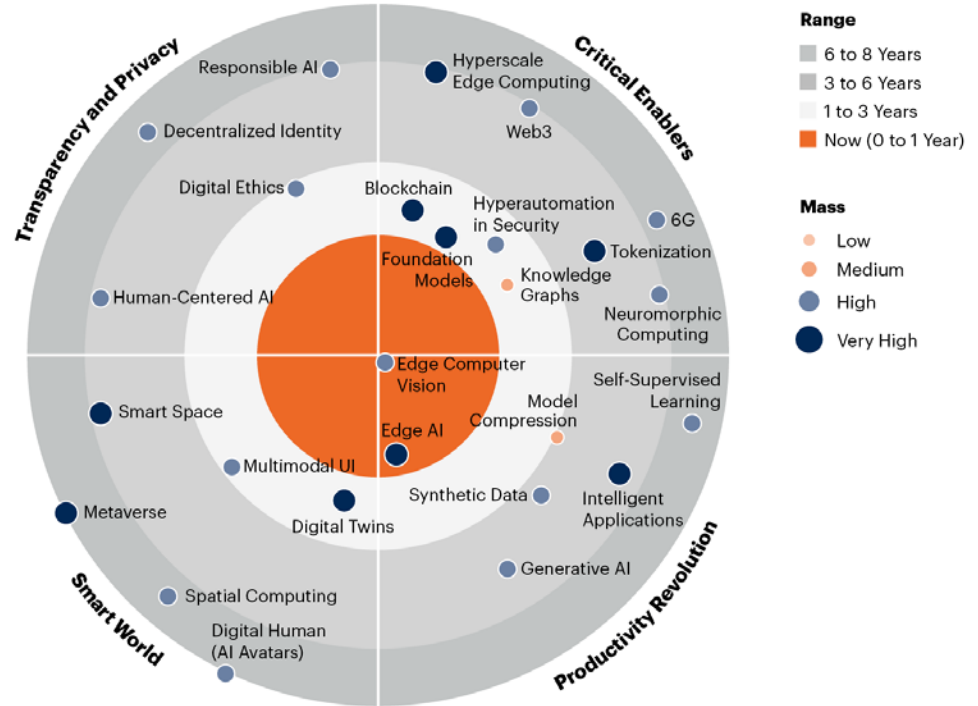 Transparency and Privacy
Critical Enablers
Responsible AI
Decentralized Identity
Digital Ethics
Human-Centered AI
Hyperscale
Edge Computing
Web3
Blockchain
Hyperautomation
in Security
6G
Tokenization
Foundation
Models
Knowledge
Graphs
Neuromorphic
Computing
Edge Computer
Vision
Self-Supervised
Learning
Model
Compression
Edge AI
Synthetic Data
Intelligent
Applications
Generative AI
Productivity Revolution
Smart Space
Multimodal UI
Metaverse
Digital Twins
Spatial Computing
Digital Human
(AI Avatars)
Smart World
Range
6 to 8 Years
3 to 6 Years
1 to 3 Years
Now (0 to 1 Year)
Mass
Low
Medium
High
Very High